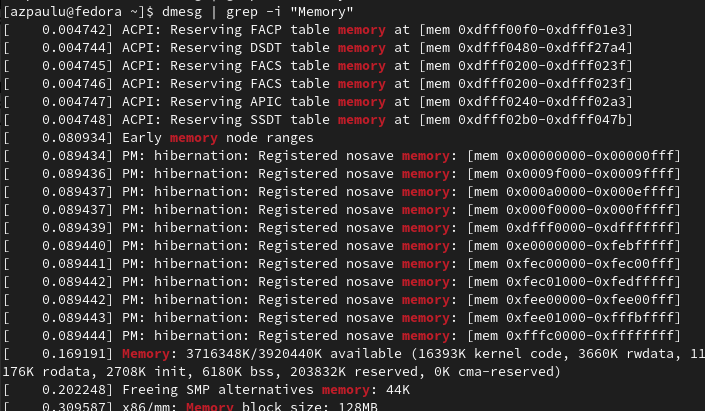 [azpaulu@fedora ~]$ dmesg | grep -i "Memory"
[    0.004742] ACPI: Reserving FACP table memory at [mem 0xdfff00f0-0xdfff01e3]
[    0.004744] ACPI: Reserving DSDT table memory at [mem 0xdfff0480-0xdfff27a4]
[    0.004745] ACPI: Reserving FACS table memory at [mem 0xdfff0200-0xdfff023f]
[    0.004746] ACPI: Reserving FACS table memory at [mem 0xdfff0200-0xdfff023f]
[    0.004747] ACPI: Reserving APIC table memory at [mem 0xdfff0240-0xdfff02a3]
[    0.004748] ACPI: Reserving SSDT table memory at [mem 0xdfff02b0-0xdfff047b]
[    0.080934] Early memory node ranges
[    0.089434] PM: hibernation: Registered nosave memory: [mem 0x00000000-0x00000fff]
[    0.089436] PM: hibernation: Registered nosave memory: [mem 0x0009f000-0x0009ffff]
[    0.089437] PM: hibernation: Registered nosave memory: [mem 0x000a0000-0x000effff]
[    0.089437] PM: hibernation: Registered nosave memory: [mem 0x000f0000-0x000fffff]
[    0.089439] PM: hibernation: Registered nosave memory: [mem 0xdfff0000-0xdfffffff]
[    0.089440] PM: hibernation: Registered nosave memory: [mem 0xe0000000-0xfebfffff]
[    0.089441] PM: hibernation: Registered nosave memory: [mem 0xfec00000-0xfec00fff]
[    0.089442] PM: hibernation: Registered nosave memory: [mem 0xfec01000-0xfedfffff]
[    0.089442] PM: hibernation: Registered nosave memory: [mem 0xfee00000-0xfee00fff]
[    0.089443] PM: hibernation: Registered nosave memory: [mem 0xfee01000-0xfffbffff]
[    0.089444] PM: hibernation: Registered nosave memory: [mem 0xfffc0000-0xffffffff]
[    0.169191] Memory: 3716348K/3920440K available (16393K kernel code, 3660K rwdata, 11
176K rodata, 2708K init, 6180K bss, 203832K reserved, 0K cma-reserved)
[    0.202248] Freeing SMP alternatives memory: 44K
[    0.309587] x86/mm: Memory block size: 128MB